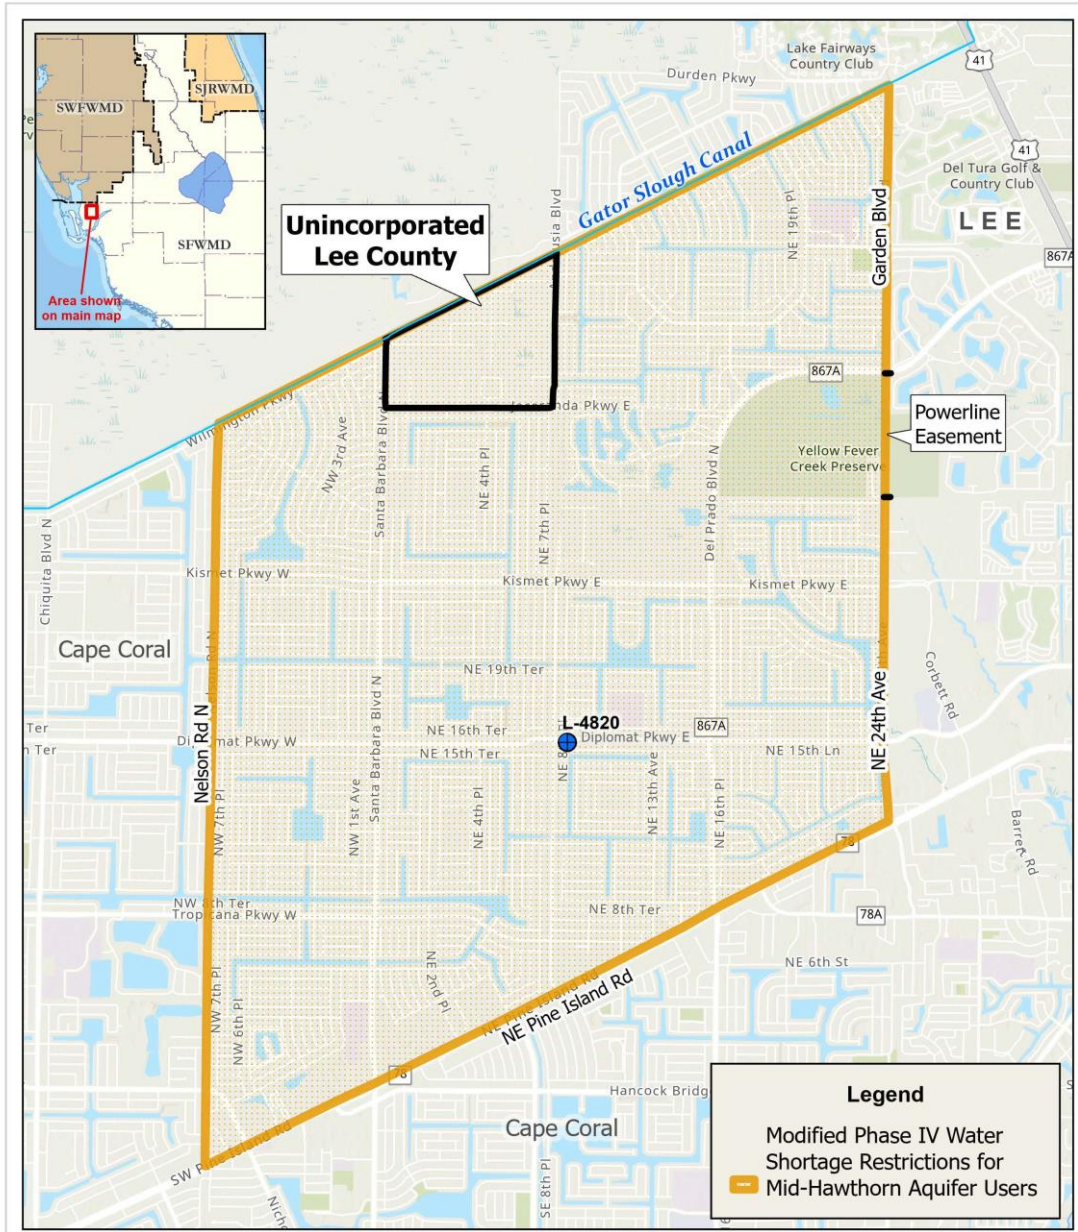 Lake Fairways
Country Club
41
Durden Pkwy
SJRWMD
SWFWMD
SFWMD
Area shown
on main map
Gator Slough Canal
41
Del Tura Golf &
Country Club
LEE
Unincorporated
Lee County
NE 19th Pl
Garden Blvd
867A
867A
Wilmington Pkwy
Jacaranda Pkwy E
Powerline
Easement
Yellow Fever
Creek Preserve
NW 3rd Ave
Santa Barbara Blvd N
NE 4th Pl
NE 7th Pl
Del Prado Blvd N
Chiquita Blvd N
Kismet Pkwy W
Kismet Pkwy E
Kismet Pkwy E
Cape Coral
NE 19th Ter
Corbett Rd
Nelson Rd N
Santa Barbara Blvd N
NE 24th Ave
L-4820
Ter
NE 16th Ter
867A
Diplomat Pkwy W
Diplomat Pkwy E
NE 15th Ter
NE 15th Ln
NW 7th Pl
NW 1st Ave
NE 4th Pl
NE 13th Ave
NE 16th Pl
78
Barrett Rd
NW 8th Ter
Tropicana Pkwy W
NE 8th Ter
78A
NE 2nd Pl
NE 6th St
NW 7th Pl
NW 6th Pl
NE Pine Island Rd
NE Pine Island Rd
78
Hancock Bridge
Cape Coral
SW Pine Island Rd
SE 8th Pl
Legend
Modified Phase IV Water
Shortage Restrictions for
Mid-Hawthorn Aquifer Users